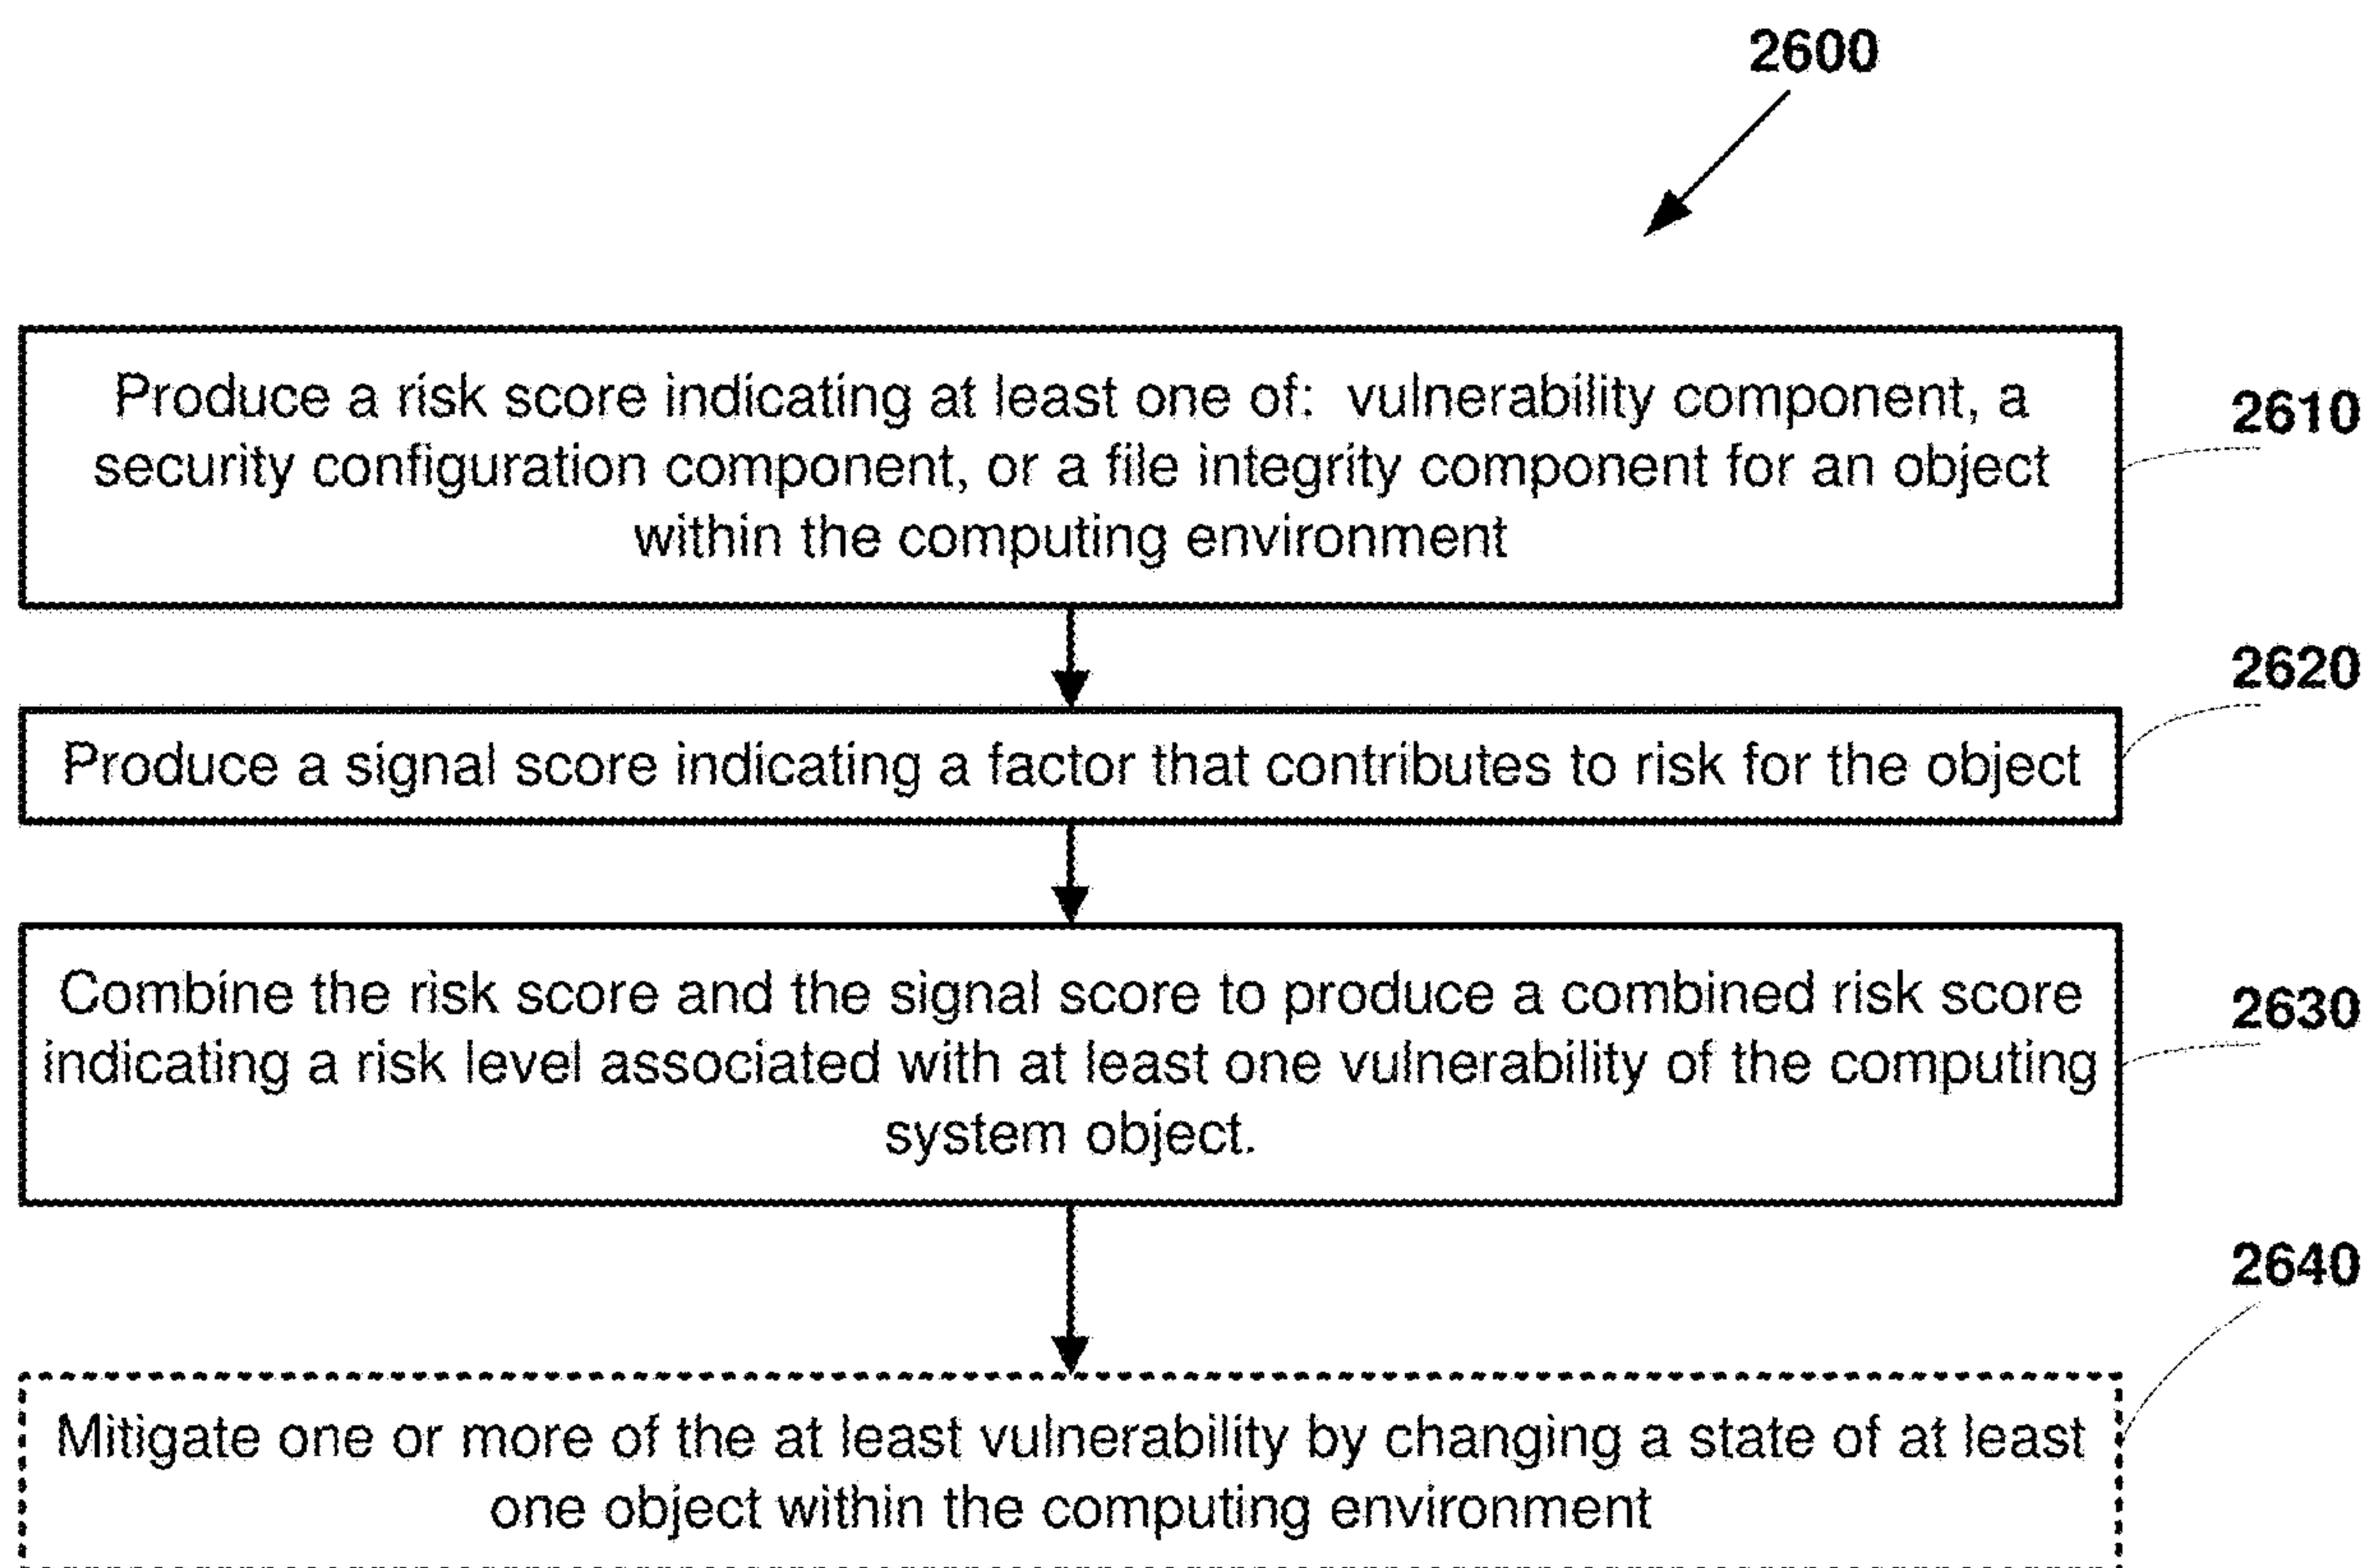 2600
Produce a risk score indicating at least one of: vulnerability component, a
security configuration component, or a file integrity component for an object
within the computing environment
2610
Produce a signal score indicating a factor that contributes to risk for the object
2620
Combine the risk score and the signal score to produce a combined risk score
indicating a risk level associated with at least one vulnerability of the computing
system object.
2630
Mitigate one or more of the at least vulnerability by changing a state of at least
one object within the computing environment
2640